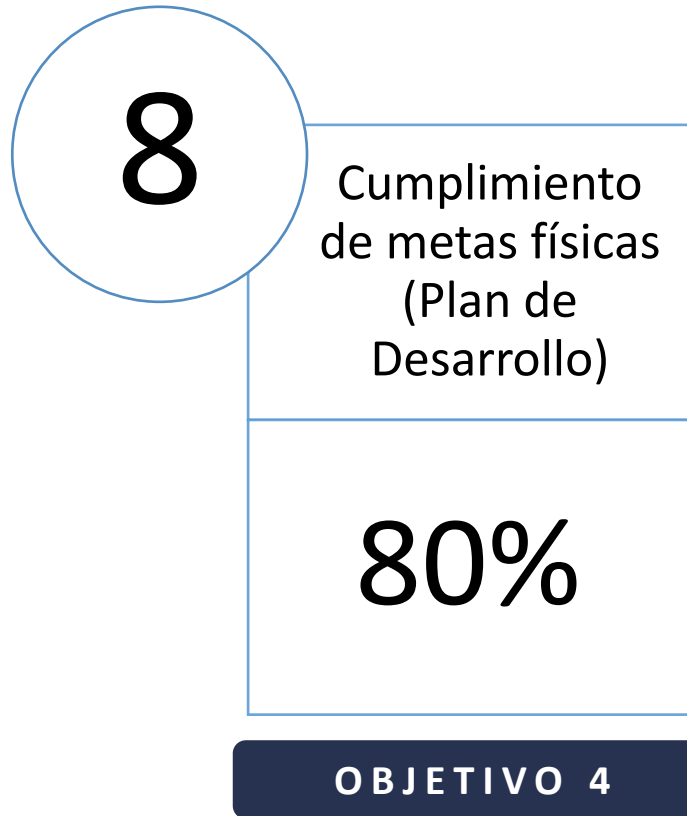 8
Cumplimiento
de metas físicas
(Plan de
Desarrollo)
80%
OBJETIVO 4